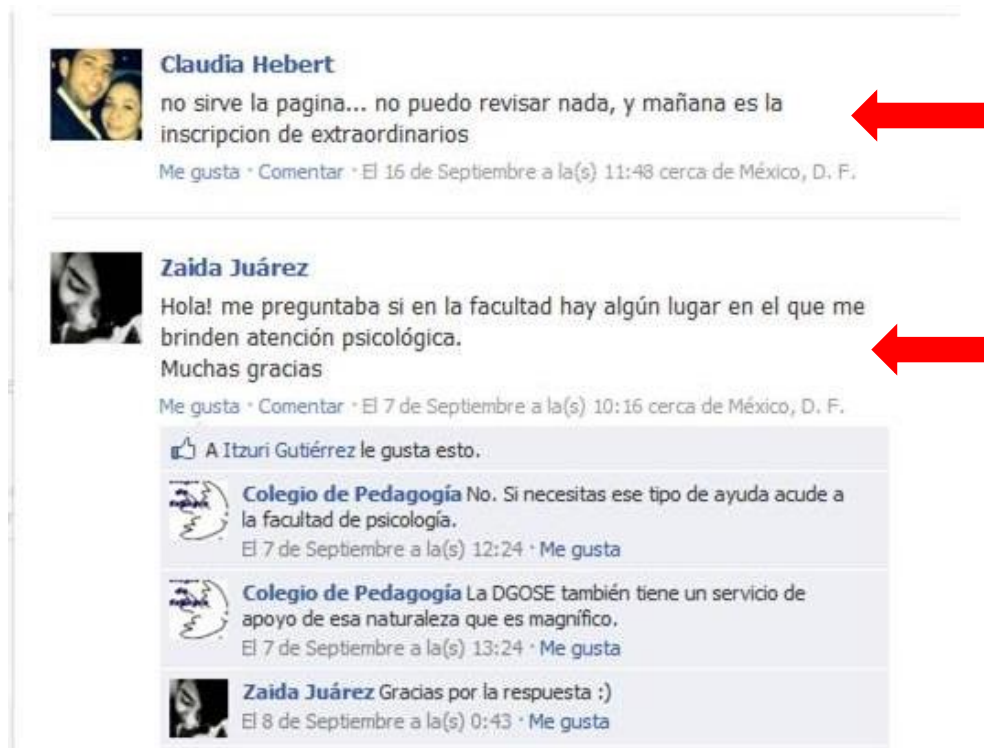 Claudia Hebert
no sirve la pagina... no puedo revisar nada, y mañana es la
inscripcion de extraordinarios
Me gusta · Comentar · El 16 de Septiembre a la(s) 11:48 cerca de México, D. F.
Zaida Juárez
Hola! me preguntaba si en la facultad hay algún lugar en el que me
brinden atención psicológica.
Muchas gracias
Me gusta · Comentar · El 7 de Septiembre a la(s) 10:16 cerca de México, D. F.
A Itzuri Gutiérrez le gusta esto.
Colegio de Pedagogía No. Si necesitas ese tipo de ayuda acude a
la facultad de psicología.
El 7 de Septiembre a la(s) 12:24 · Me gusta
Colegio de Pedagogía La DGOSE también tiene un servicio de
apoyo de esa naturaleza que es magnífico.
El 7 de Septiembre a la(s) 13:24 · Me gusta
Zaida Juárez Gracias por la respuesta :)
El 8 de Septiembre a la(s) 0:43 · Me gusta